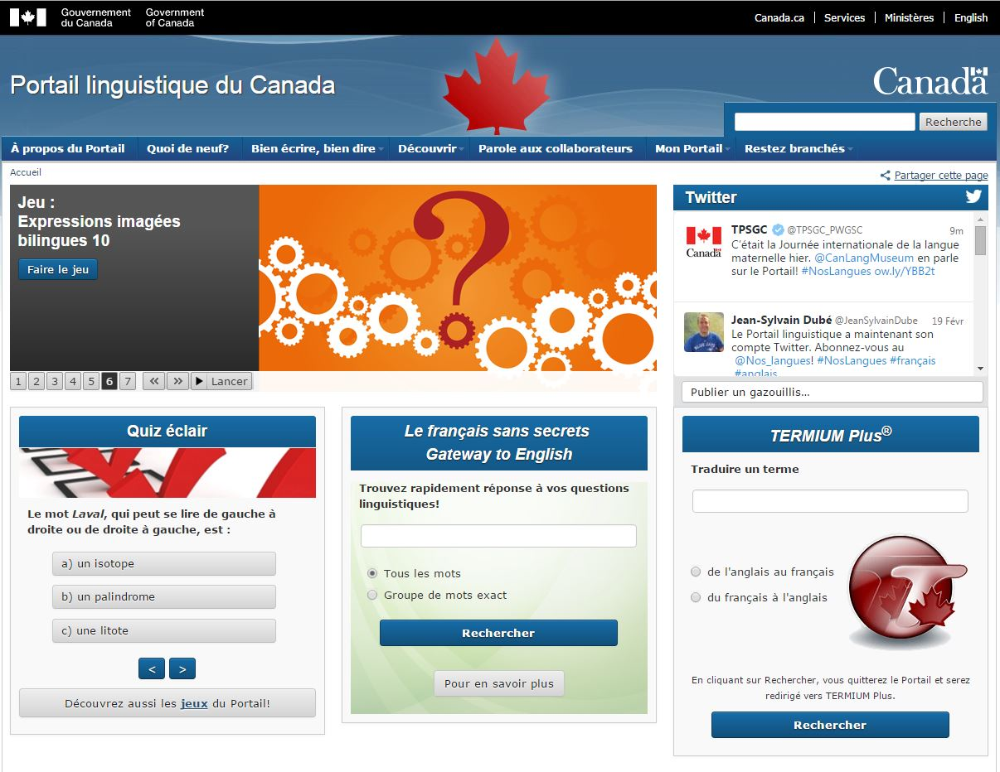 Gouvernement du Canada
Government of Canada
Canada.ca
Services
Ministères
English
Portail linguistique du Canada
Canada
Recherche
À propos du Portail
Quoi de neuf?
Bien écrire, bien dire
Découvrir
Parole aux collaborateurs
Mon Portail
Restez branchés
Accueil
Partager cette page
Jeu :
Expressions imagées
bilingues 10
Faire le jeu
1 2 3 4 5 6 7 Lancer
Twitter
TPSGC @TPSGC_PWGSC 9m
C'était la Journée internationale de la langue
maternelle hier. @CanLangMuseum en parle
sur le Portail! #NosLangues ow.ly/YBB2t
Canada
Jean-Sylvain Dubé @JeanSylvainDube 19 Févr
Le Portail linguistique a maintenant son
compte Twitter. Abonnez-vous au
@Nos_langues! #NosLangues #français
#anglais
Publier un gazouillis...
Quiz éclair
Le mot Laval, qui peut se lire de gauche à
droite ou de droite à gauche, est :
a) un isotope
b) un palindrome
c) une litote
< >
Découvrez aussi les jeux du Portail!
Le français sans secrets
Gateway to English
Trouvez rapidement réponse à vos questions
linguistiques!
Tous les mots
Groupe de mots exact
Rechercher
Pour en savoir plus
TERMIUM Plus®
Traduire un terme
de l'anglais au français
du français à l'anglais
T
En cliquant sur Rechercher, vous quitterez le Portail et serez
redirigé vers TERMIUM Plus.
Rechercher